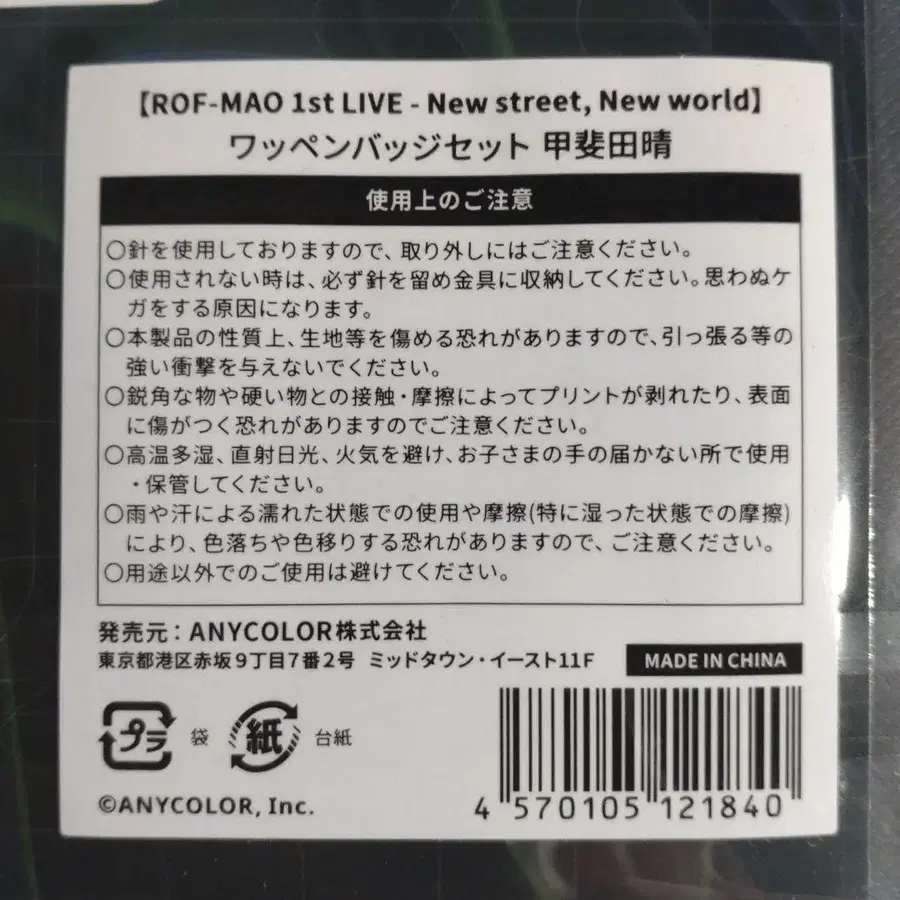 【ROF-MAO 1st LIVE - New street, New world】
ワッペンバッジセット 甲斐田晴
使用上のご注意
○針を使用しておりますので、取り外しにはご注意ください。
○使用されない時は、必ず針を留め金具に収納してください。思わぬケ
ガをする原因になります。
○本製品の性質上、生地等を傷める恐れがありますので、引っ張る等の
強い衝撃を与えないでください。
○鋭角な物や硬い物との接触・摩擦によってプリントが剥れたり、表面
に傷がつく恐れがありますのでご注意ください。
○高温多湿、直射日光、火気を避け、お子さまの手の届かない所で使用
・保管してください。
○雨や汗による濡れた状態での使用や摩擦(特に湿った状態での摩擦)
により、色落ちや色移りする恐れがありますので、ご注意ください。
○用途以外でのご使用は避けてください。
発売元：ANYCOLOR株式会社
東京都港区赤坂9丁目7番2号 ミッドタウン・イースト11F
MADE IN CHINA
プラ 袋 紙 台紙
©ANYCOLOR, Inc.
4 570105 121840